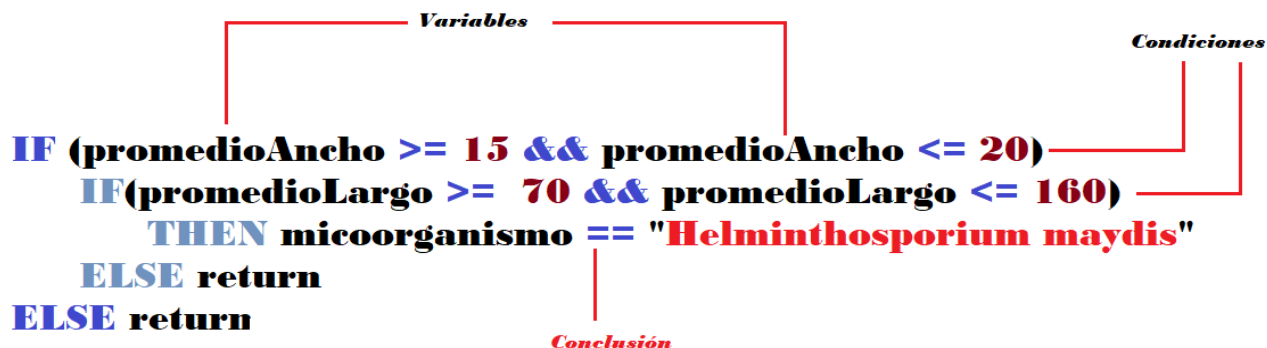 Variables
Condiciones
IF (promedioAncho >= 15 && promedioAncho <= 20)
IF(promedioLargo >= 70 && promedioLargo <= 160)
THEN micoorganismo == "Helminthosporium maydis"
ELSE return
ELSE return
Conclusión